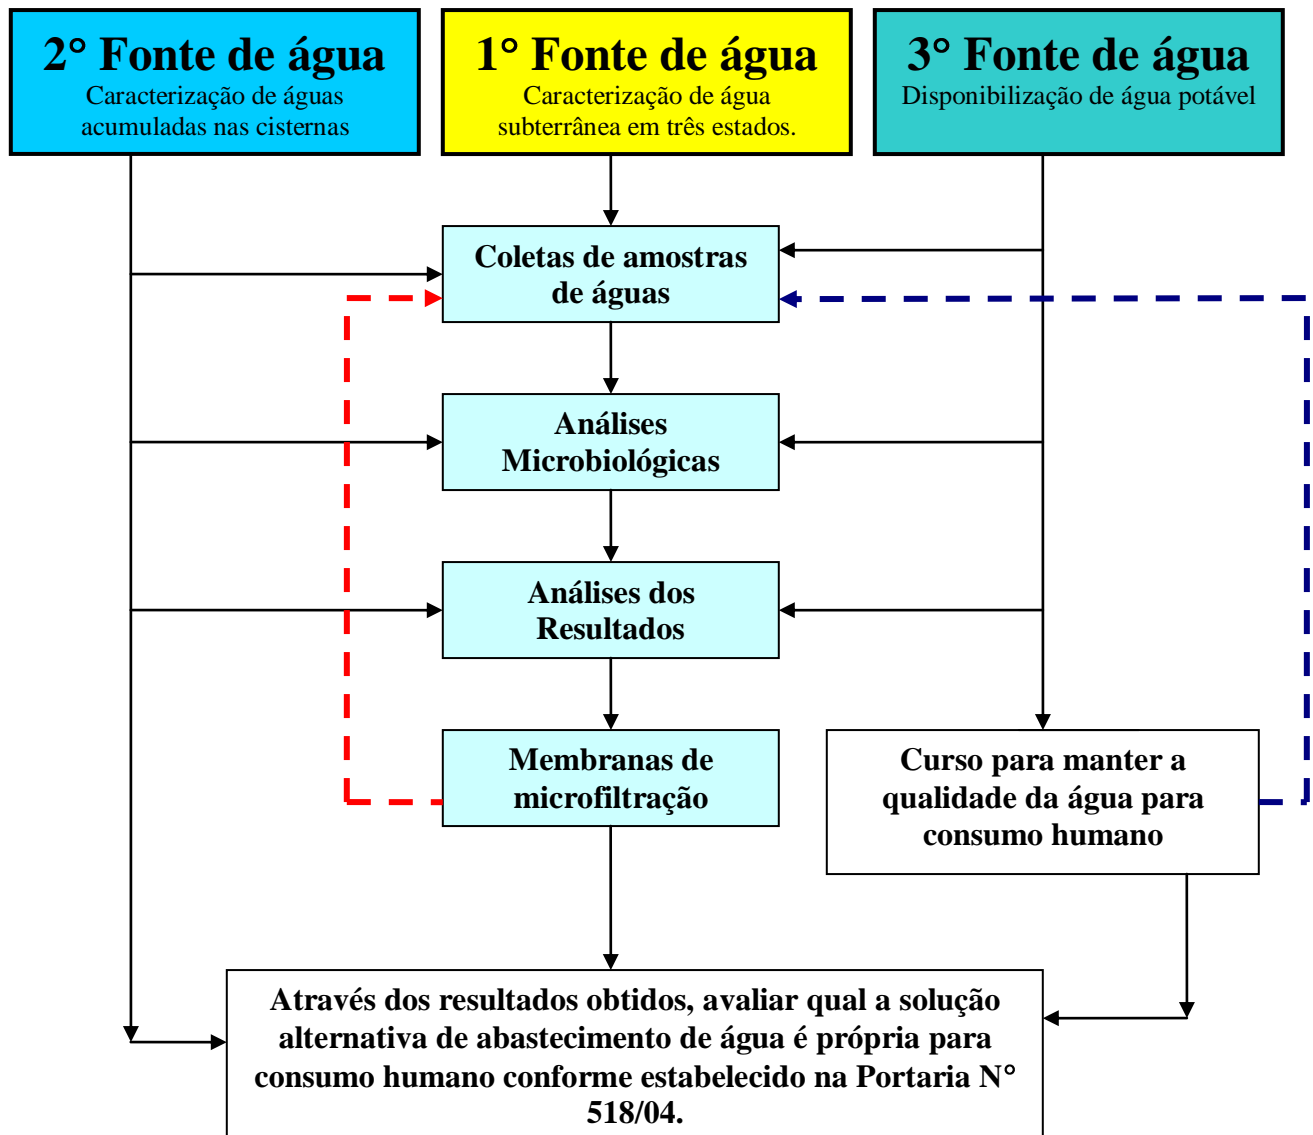 2° Fonte de água
Caracterização de águas
acumuladas nas cisternas
1° Fonte de água
Caracterização de água
subterrânea em três estados.
3° Fonte de água
Disponibilização de água potável
Coletas de amostras
de águas
Análises
Microbiológicas
Análises dos
Resultados
Membranas de
microfiltração
Curso para manter a
qualidade da água para
consumo humano
Através dos resultados obtidos, avaliar qual a solução
alternativa de abastecimento de água é própria para
consumo humano conforme estabelecido na Portaria N°
518/04.